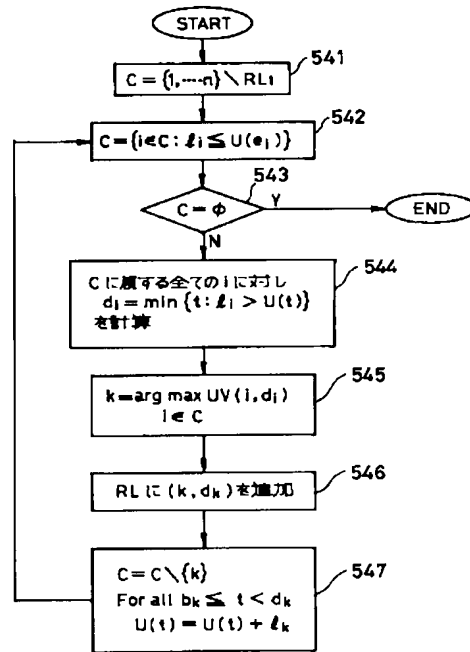 START
C = {1, ----n} \ RL₁ 541
C = {i∈C : ℓi ≦ U(ei)} 542
C = φ 543
Y
END
N
Cに属する全てのiに対し 544
di = min {t : ℓi > U(t)}
を計算
k = arg max UV(i, di) 545
i∈C
RLに(k, dk)を追加 546
C = C \ {k} 547
For all bk ≦ t < dk
U(t) = U(t) + ℓk